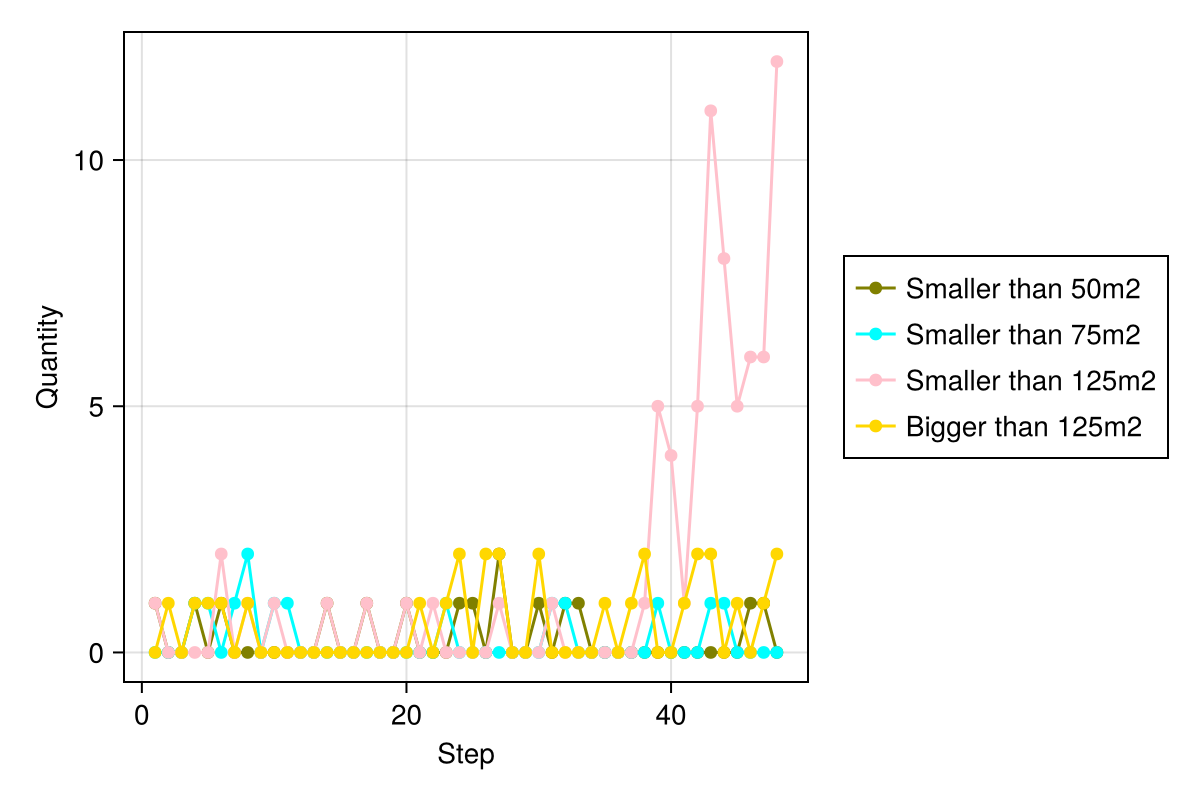 10
5
0
Quantity
0
20
40
Step
Smaller than 50m2
Smaller than 75m2
Smaller than 125m2
Bigger than 125m2